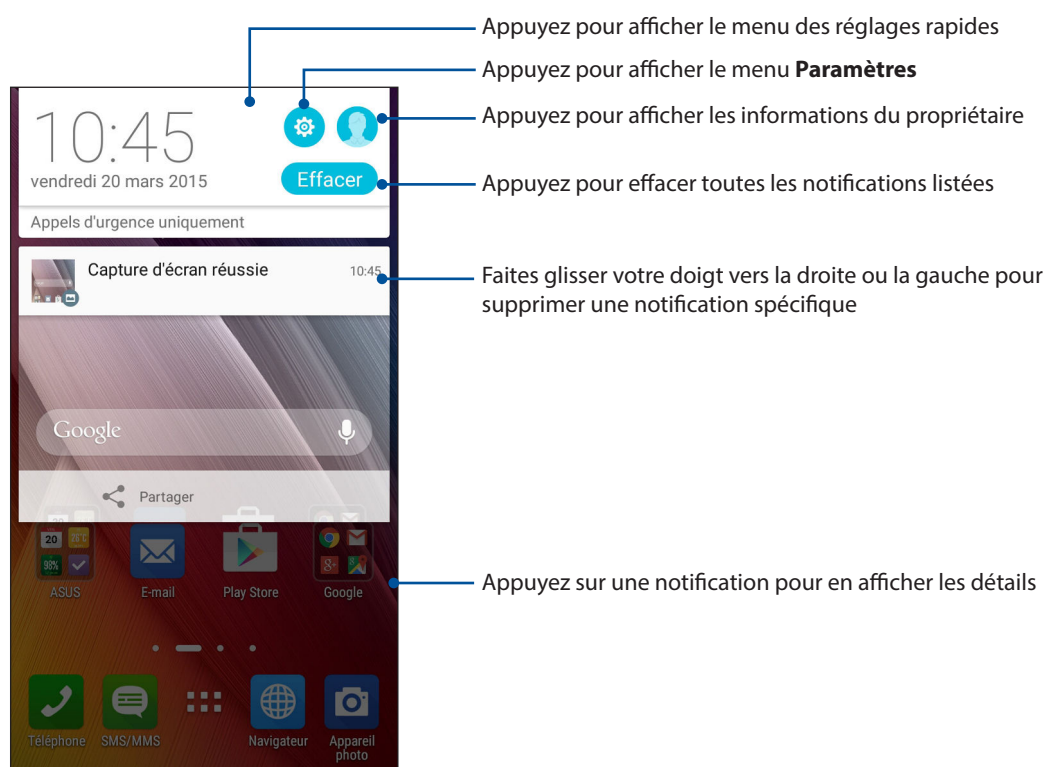 Appuyez pour afficher le menu des réglages rapides
Appuyez pour afficher le menu Paramètres
Appuyez pour afficher les informations du propriétaire
Appuyez pour effacer toutes les notifications listées
Faites glisser votre doigt vers la droite ou la gauche pour
supprimer une notification spécifique
Appuyez sur une notification pour en afficher les détails
10:45
vendredi 20 mars 2015
Effacer
Appels d'urgence uniquement
Capture d'écran réussie
10:45
Google
Partager
20
98%
8+
ASUS
E-mail
Play Store
Google
Téléphone
SMS/MMS
Navigateur
Appareil
photo